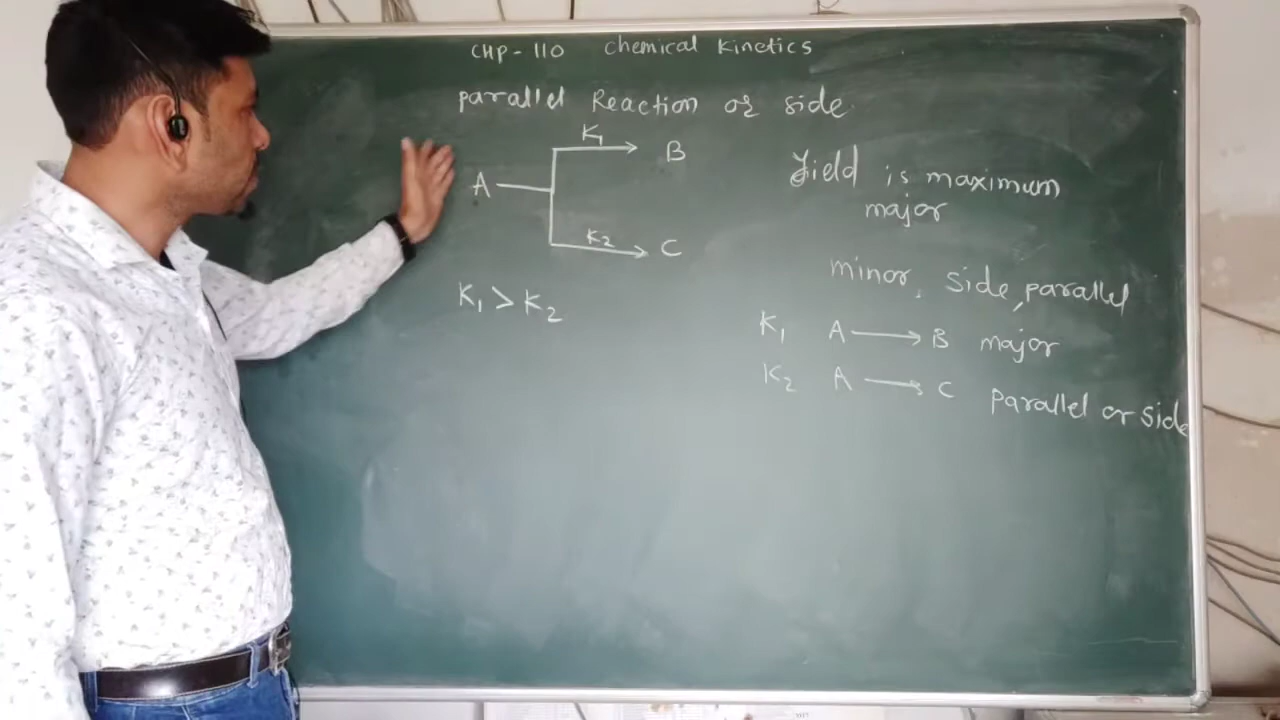 CHP-110 Chemical Kinetics
parallel Reaction or side
K1 B
A
K2 C
K1 > K2
Yield is maximum
major
minor, side, parallel
K1 A → B major
K2 A → C Parallel or side